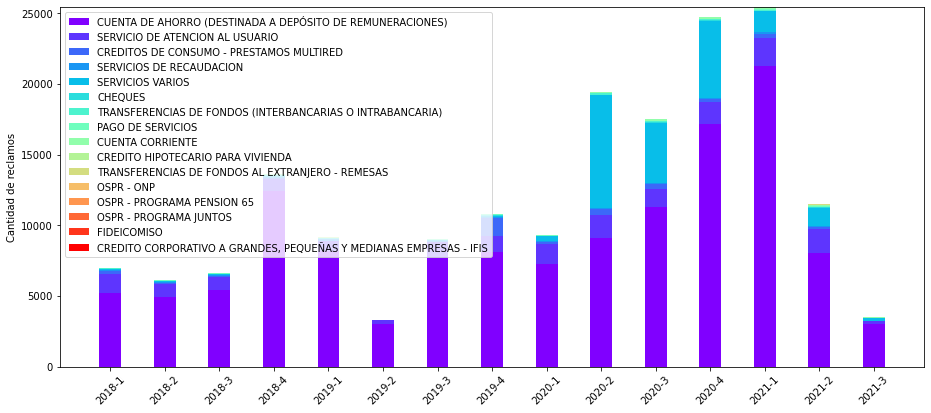 25000
20000
15000
10000
5000
0
Cantidad de reclamos
CUENTA DE AHORRO (DESTINADA A DEPÓSITO DE REMUNERACIONES)
SERVICIO DE ATENCION AL USUARIO
CREDITOS DE CONSUMO - PRESTAMOS MULTIRED
SERVICIOS DE RECAUDACION
SERVICIOS VARIOS
CHEQUES
TRANSFERENCIAS DE FONDOS (INTERBANCARIAS O INTRABANCARIA)
PAGO DE SERVICIOS
CUENTA CORRIENTE
CREDITO HIPOTECARIO PARA VIVIENDA
TRANSFERENCIAS DE FONDOS AL EXTRANJERO - REMESAS
OSPR - ONP
OSPR - PROGRAMA PENSION 65
OSPR - PROGRAMA JUNTOS
FIDEICOMISO
CREDITO CORPORATIVO A GRANDES, PEQUEÑAS Y MEDIANAS EMPRESAS - IFIS
2018-1
2018-2
2018-3
2018-4
2019-1
2019-2
2019-3
2019-4
2020-1
2020-2
2020-3
2020-4
2021-1
2021-2
2021-3